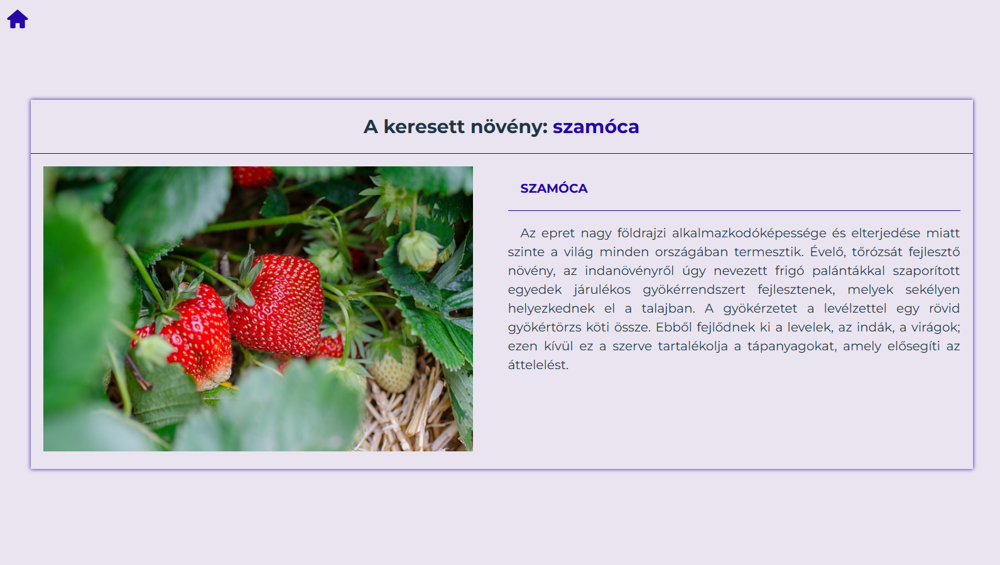 A keresett növény: szamóca
SZAMÓCA
Az epret nagy földrajzi alkalmazkodóképessége és elterjedése miatt
szinte a világ minden országában termesztik. Évelő, tőrózsát fejlesztő
növény, az indanövényről úgy nevezett frigó palántákkal szaporított
egyedek járulékos gyökérrendszert fejlesztenek, melyek sekélyen
helyezkednek el a talajban. A gyökérzetet a levélzettel egy rövid
gyökértörzs köti össze. Ebből fejlődnek ki a levelek, az indák, a virágok;
ezen kívül ez a szerve tartalékolja a tápanyagokat, amely elősegíti az
áttelelést.